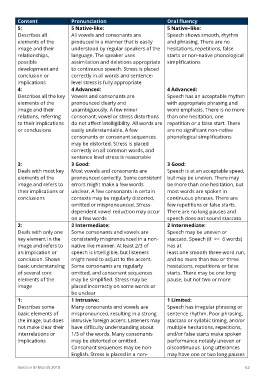 Content Pronunciation Oral fluency
5: 5 Native-like: 5 Native-like:
Describes all All vowels and consonants are Speech shows smooth, rhythm
elements of the produced in a manner that is easily and phrasing. There are no
image and their understood by regular speakers of the hesitations, repetitions, false
relationships, language. The speaker uses starts or non-native phonological
possible assimilation and deletions appropriate simplifications
development and to continuous speech. Stress is placed
conclusion or correctly in all words and sentence-
implications level stress is fully appropriate
4: 4 Advanced: 4 Advanced:
Describes all the key Vowels and consonants are Speech has an acceptable rhythm
elements of the pronounced clearly and with appropriate phrasing and
image and their unambiguously. A few minor word emphasis. There is no more
relations, referring consonant, vowel or stress distortions than one hesitation, one
to their implications do not affect intelligibility. All words are repetition or a false start. There
or conclusions easily understandable. A few are no significant non-native
consonants or consonant sequences phonological simplifications
may be distorted. Stress is placed
correctly on all common words, and
sentence level stress is reasonable
3: 3 Good: 3 Good:
Deals with most key Most vowels and consonants are Speech is at an acceptable speed,
elements of the pronounced correctly. Some consistent but may be uneven. There may
image and refers to errors might make a few words be more than one hesitation, but
their implications or unclear. A few consonants in certain most words are spoken in
conclusions contexts may be regularly distorted, continuous phrases. There are
omitted or mispronounced. Stress- few repetitions or false starts.
dependent vowel reduction may occur There are no long pauses and
on a few words speech does not sound staccato
2: 2 Intermediate: 2 Intermediate:
Deals with only one Some consonants and vowels are Speech may be uneven or
key element in the consistently mispronounced in a non- staccato. Speech (if >= 6 words)
image and refers to native like manner. At least 2/3 of has at
an implication or speech is intelligible, but listeners least one smooth three-word run,
conclusion. Shows might need to adjust to the accent. and no more than two or three
basic understanding Some consonants are regularly hesitations, repetitions or false
of several core omitted, and consonant sequences starts. There may be one long
elements of the may be simplified. Stress may be pause, but not two or more
image placed incorrectly on some words or
be unclear
1: 1 Intrusive: 1 Limited:
Describes some Many consonants and vowels are Speech has irregular phrasing or
basic elements of mispronounced, resulting in a strong sentence rhythm. Poor phrasing,
the image, but does intrusive foreign accent. Listeners may staccato or syllabic timing, and/or
not make clear their have difficulty understanding about multiple hesitations, repetitions,
interrelations or 1/3 of the words. Many consonants and/or false starts make spoken
implications may be distorted or omitted. performance notably uneven or
Consonant sequences may be non- discontinuous. Long utterances
English. Stress is placed in a non- may have one or two long pauses